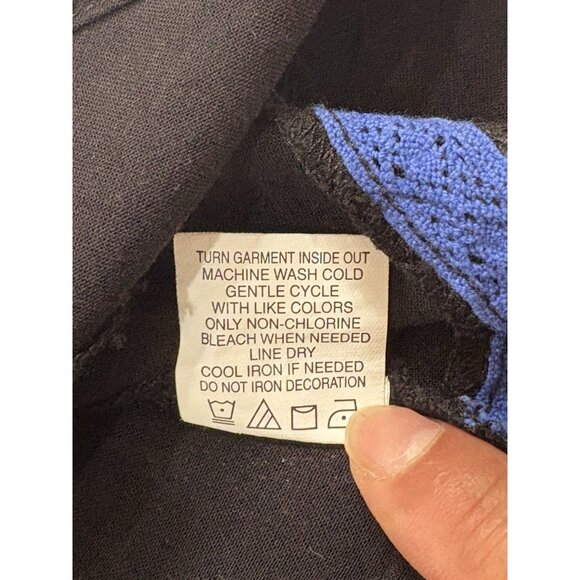 TURN GARMENT INSIDE OUT
MACHINE WASH COLD
GENTLE CYCLE
WITH LIKE COLORS
ONLY NON-CHLORINE
BLEACH WHEN NEEDED
LINE DRY
COOL IRON IF NEEDED
DO NOT IRON DECORATION